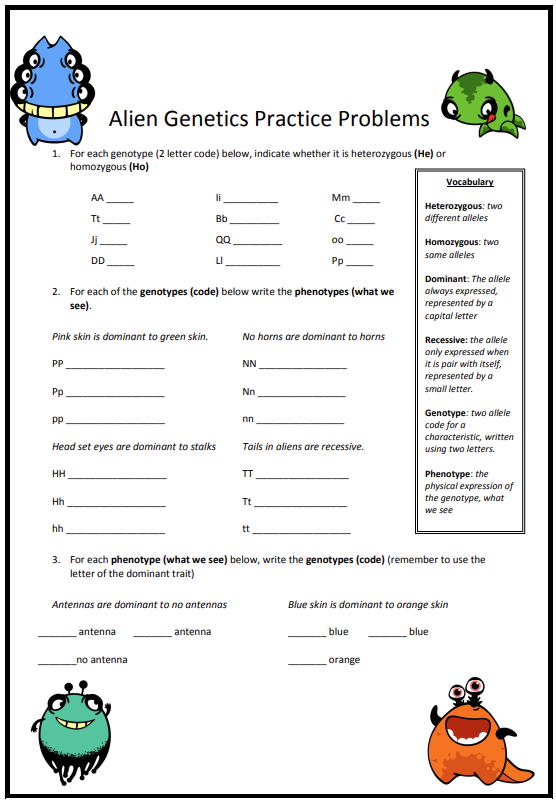 Alien Genetics Practice Problems
1. For each genotype (2 letter code) below, indicate whether it is heterozygous (He) or
homozygous (Ho)
AA _____ Ii _________ Mm _____
Tt _____ Bb _________ Cc _____
Jj _____ QQ _________ oo _____
DD _____ Ll _________ Pp _____
2. For each of the genotypes (code) below write the phenotypes (what we
see).
Pink skin is dominant to green skin. No horns are dominant to horns
PP __________________ NN ________________
Pp __________________ Nn ________________
pp __________________ nn ________________
Head set eyes are dominant to stalks Tails in aliens are recessive.
HH __________________ TT _________________
Hh __________________ Tt _________________
hh __________________ tt __________________
Vocabulary
Heterozygous: two
different alleles
Homozygous: two
same alleles
Dominant: The allele
always expressed,
represented by a
capital letter
Recessive: the allele
only expressed when
it is pair with itself,
represented by a
small letter.
Genotype: two allele
code for a
characteristic, written
using two letters.
Phenotype: the
physical expression of
the genotype, what
we see
3. For each phenotype (what we see) below, write the genotypes (code) (remember to use the
letter of the dominant trait)
Antennas are dominant to no antennas Blue skin is dominant to orange skin
_______ antenna _______ antenna _______ blue _______ blue
_______no antenna _______ orange